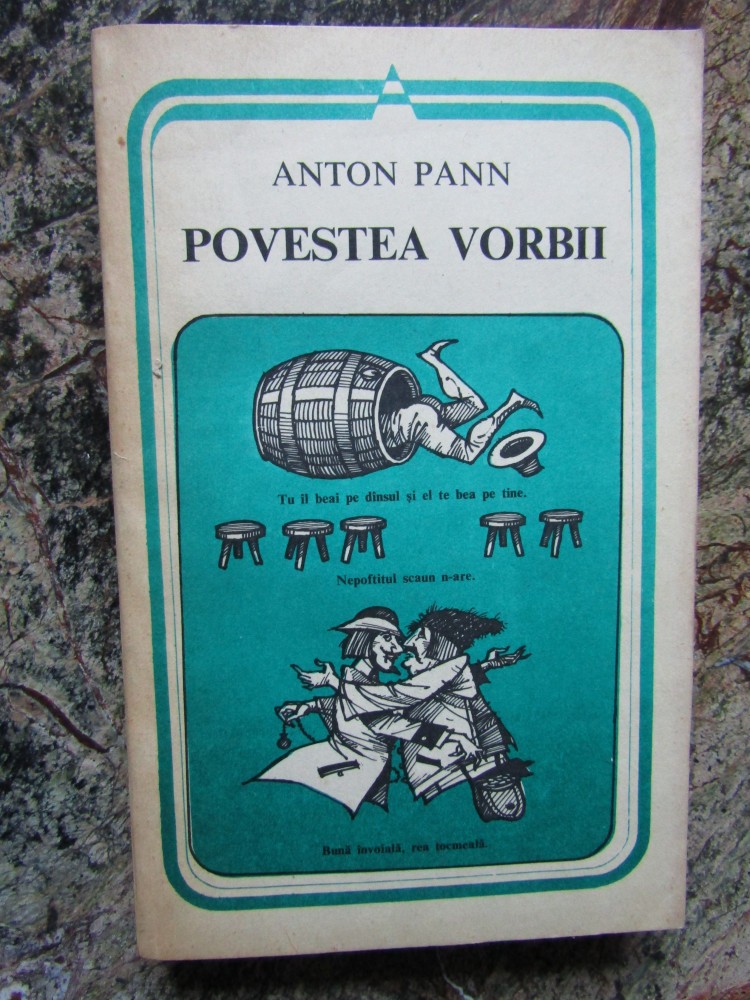 ANTON PANN
POVESTEA VORBII
Tu îl beai pe dînsul și el te bea pe tine.
Nepoftitul scaun n-are.
Bună învoială, rea tocmeală.